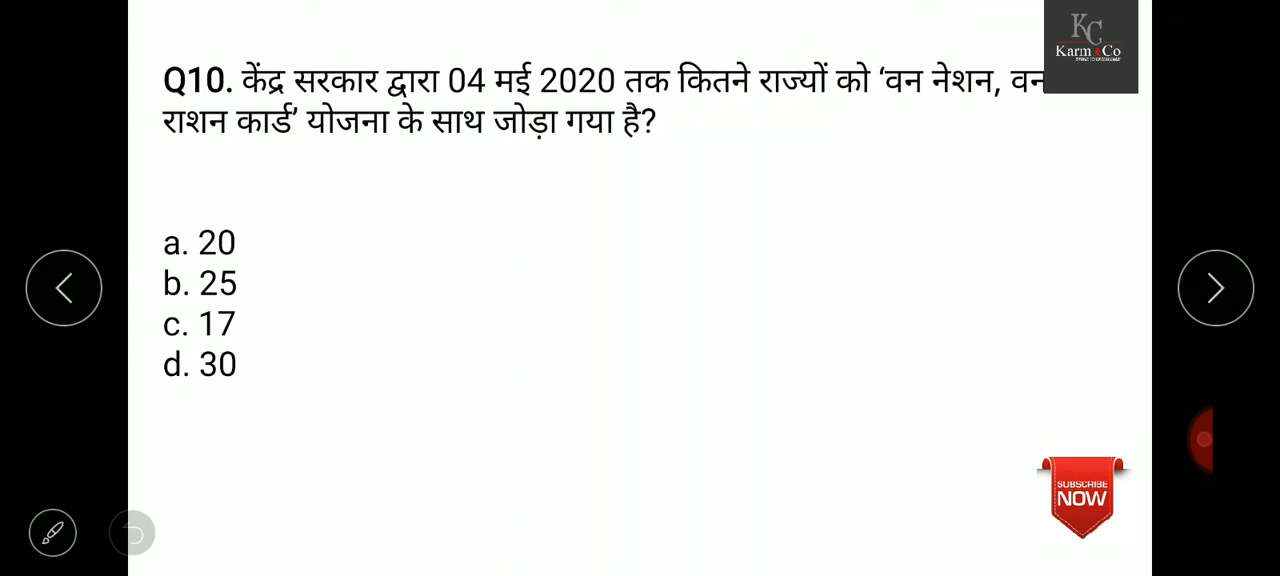 KC
Karm&Co
Q10. केंद्र सरकार द्वारा 04 मई 2020 तक कितने राज्यों को ‘वन नेशन, वन
राशन कार्ड’ योजना के साथ जोड़ा गया है?
a. 20
b. 25
c. 17
d. 30
SUBSCRIBE
NOW